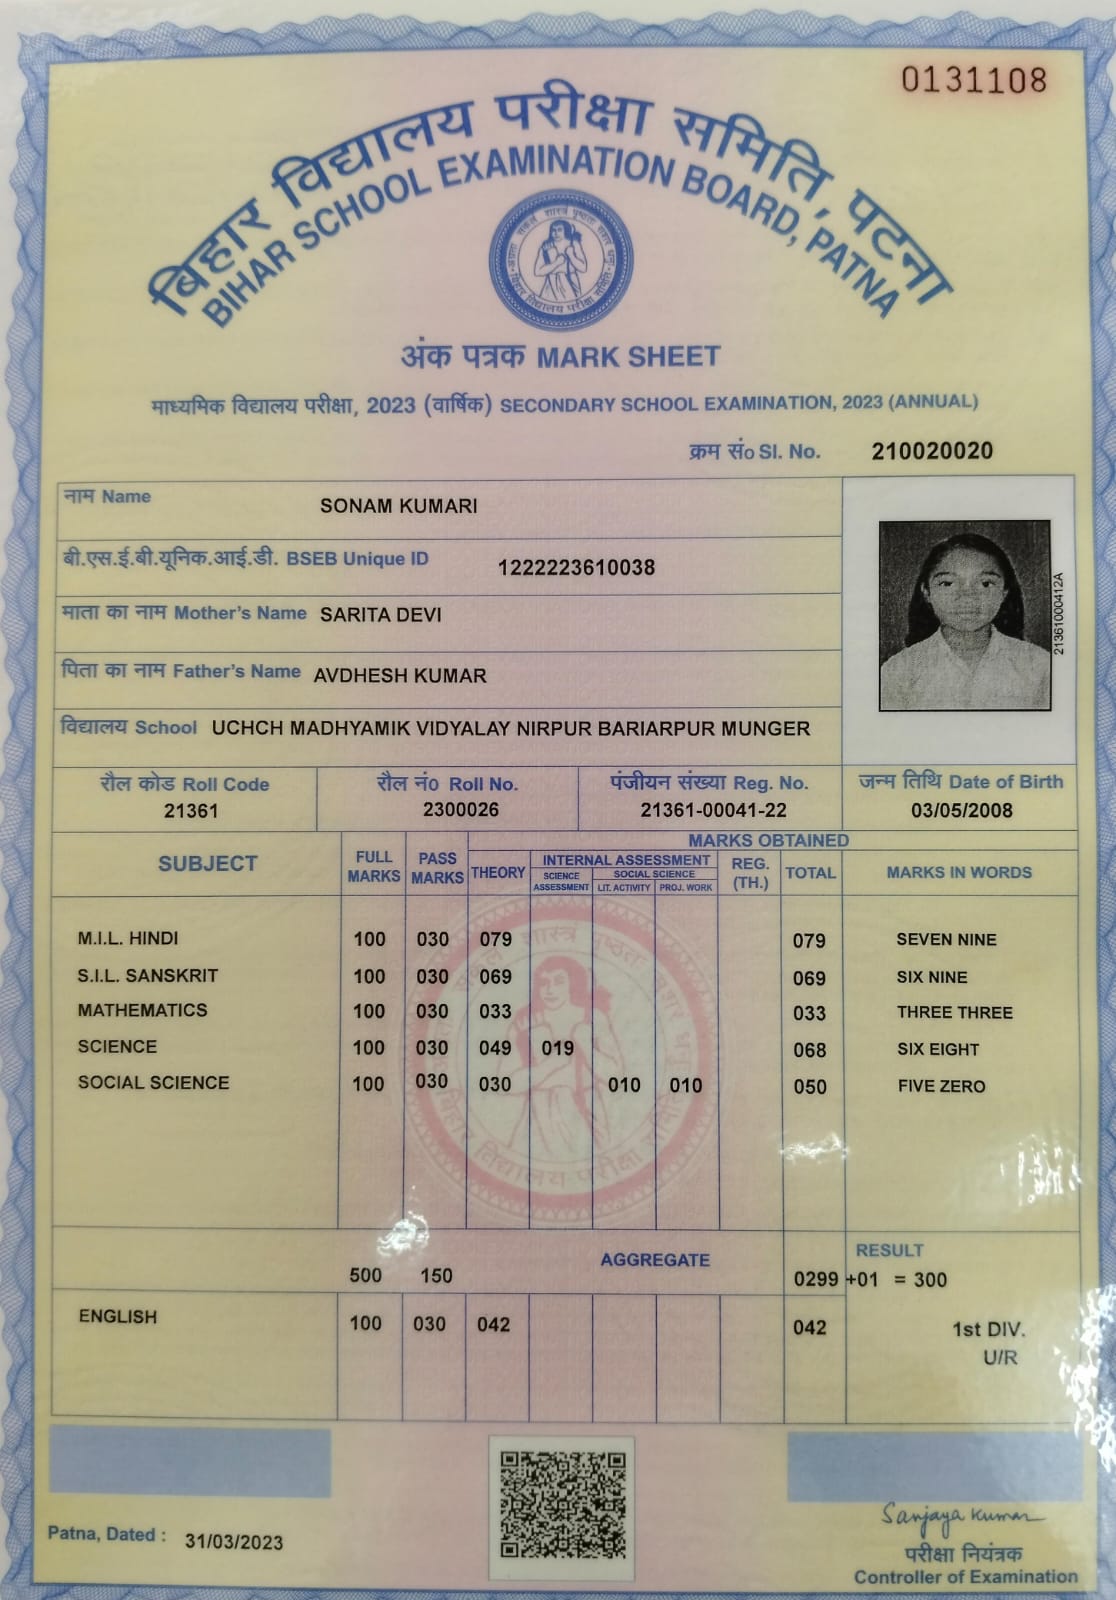 0131108
बिहार विद्यालय परीक्षा समिति, पटना
BIHAR SCHOOL EXAMINATION BOARD, PATNA
अंक पत्रक MARK SHEET
माध्यमिक विद्यालय परीक्षा, 2023 (वार्षिक) SECONDARY SCHOOL EXAMINATION, 2023 (ANNUAL)
क्रम सं० Sl. No. 210020020
नाम Name SONAM KUMARI
बी.एस.ई.बी.यूनिक.आई.डी. BSEB Unique ID 1222223610038
माता का नाम Mother's Name SARITA DEVI
पिता का नाम Father's Name AVDHESH KUMAR
21361000412A
विद्यालय School UCHCH MADHYAMIK VIDYALAY NIRPUR BARIARPUR MUNGER
रौल कोड Roll Code रौल नं० Roll No. पंजीयन संख्या Reg. No. जन्म तिथि Date of Birth
21361 2300026 21361-00041-22 03/05/2008
SUBJECT FULL MARKS PASS MARKS MARKS OBTAINED
THEORY INTERNAL ASSESSMENT REG. (TH.) TOTAL MARKS IN WORDS
SCIENCE ASSESSMENT SOCIAL SCIENCE
LIT. ACTIVITY PROJ. WORK
M.I.L. HINDI 100 030 079 079 SEVEN NINE
S.I.L. SANSKRIT 100 030 069 069 SIX NINE
MATHEMATICS 100 030 033 033 THREE THREE
SCIENCE 100 030 049 019 068 SIX EIGHT
SOCIAL SCIENCE 100 030 030 010 010 050 FIVE ZERO
AGGREGATE RESULT
500 150 0299 +01 = 300
ENGLISH 100 030 042 042 1st DIV.
U/R
Patna, Dated : 31/03/2023
Sanjaya Kumar
परीक्षा नियंत्रक
Controller of Examination